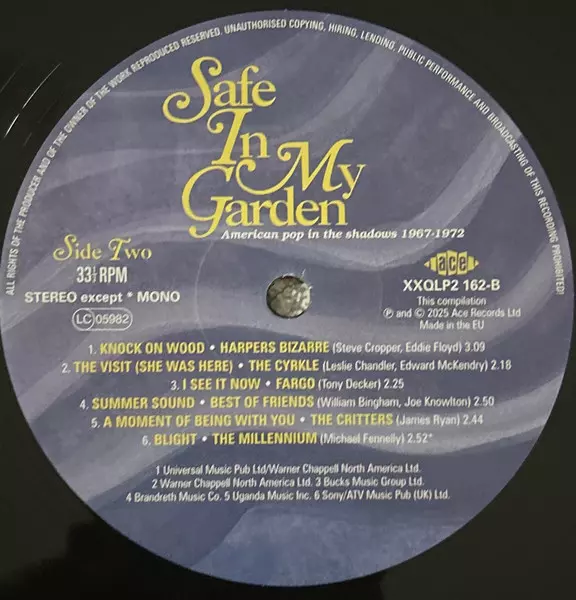 ALL RIGHTS OF THE PRODUCER AND OF THE OWNER OF THE WORK REPRODUCED RESERVED. UNAUTHORISED COPYING, HIRING, LENDING, PUBLIC PERFORMANCE AND BROADCASTING OF THIS RECORDING PROHIBITED!
Safe
In My
Garden
American pop in the shadows 1967-1972
Side Two
33⅓ RPM
STEREO except * MONO
LC 05982
ace
XXQLP2 162-B
This compilation
℗ and © 2025 Ace Records Ltd
Made in the EU
1. KNOCK ON WOOD • HARPERS BIZARRE (Steve Cropper, Eddie Floyd) 3.09
2. THE VISIT (SHE WAS HERE) • THE CYRKLE (Leslie Chandler, Edward McKendry) 2.18
3. I SEE IT NOW • FARGO (Tony Decker) 2.25
4. SUMMER SOUND • BEST OF FRIENDS (William Bingham, Joe Knowlton) 2.50
5. A MOMENT OF BEING WITH YOU • THE CRITTERS (James Ryan) 2.44
6. BLIGHT • THE MILLENNIUM (Michael Fennelly) 2.52*
1 Universal Music Pub Ltd/Warner Chappell North America Ltd.
2 Warner Chappell North America Ltd. 3 Bucks Music Group Ltd.
4 Brandreth Music Co. 5 Uganda Music Inc. 6 Sony/ATV Music Pub (UK) Ltd.